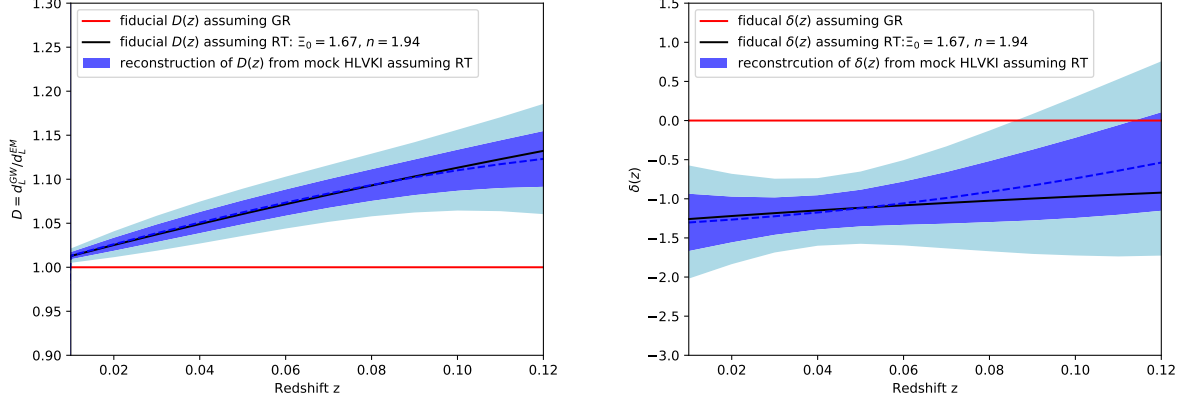 fiducial D(z) assuming GR
fiducial D(z) assuming RT: Ξ₀ = 1.67, n = 1.94
reconstruction of D(z) from mock HLVKI assuming RT
1.30
1.25
1.20
1.15
1.10
1.05
1.00
0.95
0.90
D = d_L^{GW}/d_L^{EM}
0.02 0.04 0.06 0.08 0.10 0.12
Redshift z
fiducal δ(z) assuming GR
fiducal δ(z) assuming RT:Ξ₀ = 1.67, n = 1.94
reconstrcution of δ(z) from mock HLVKI assuming RT
1.5
1.0
0.5
0.0
−0.5
−1.0
−1.5
−2.0
−2.5
−3.0
δ(z)
0.02 0.04 0.06 0.08 0.10 0.12
Redshift z